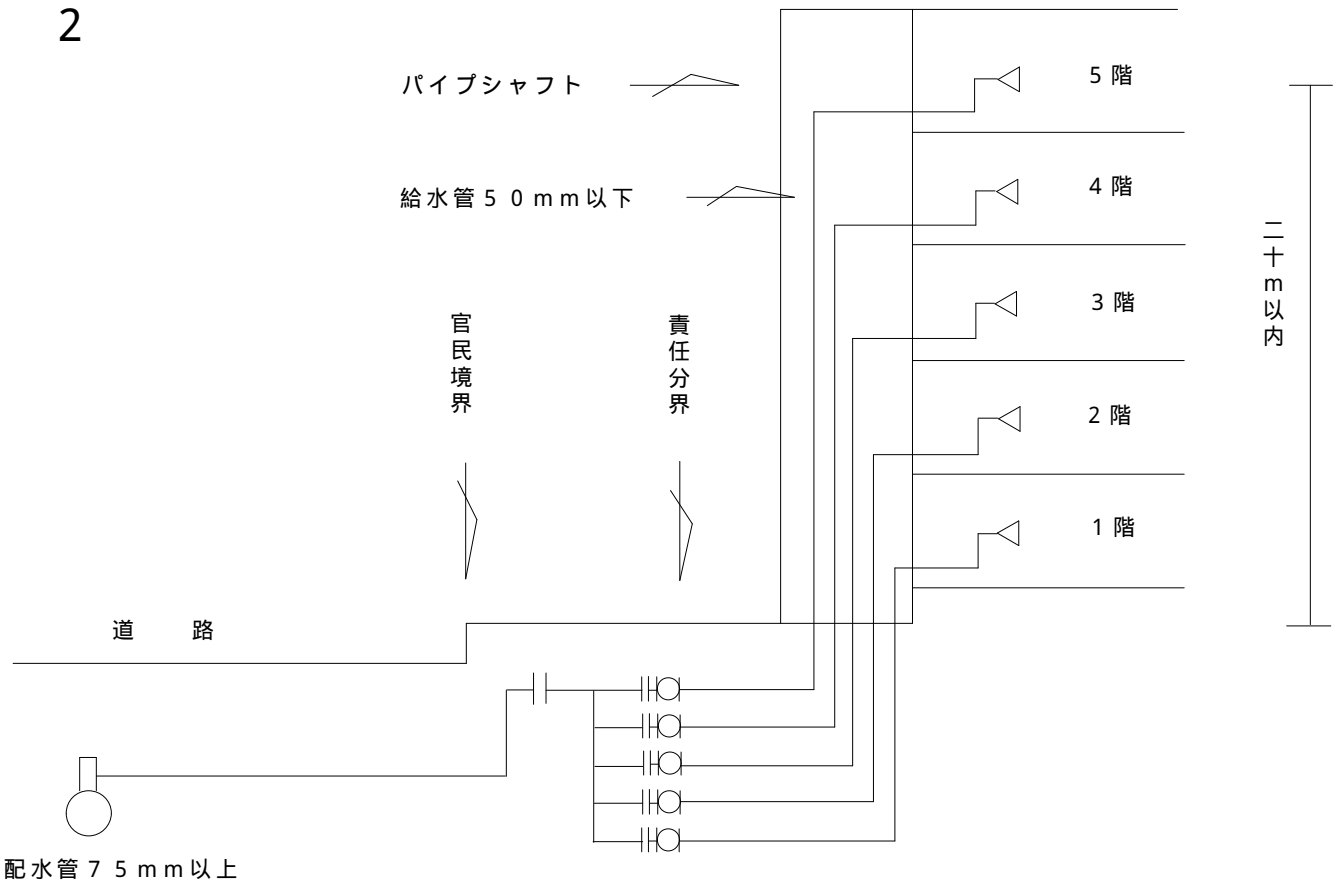 2
パイプシャフト
5階
給水管50mm以下
4階
二十m以内
官民境界
責任分界
3階
2階
1階
道　路
配水管75mm以上